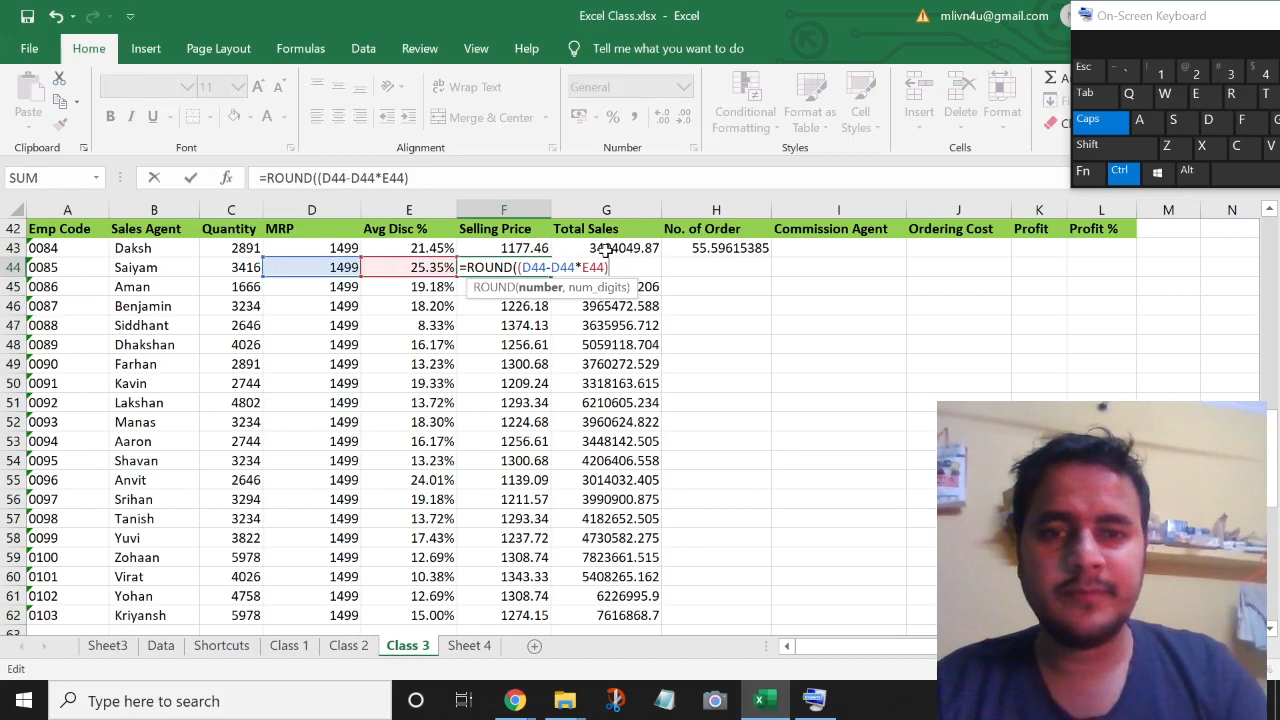 Excel Class.xlsx - Excel
mlivn4u@gmail.com
On-Screen Keyboard
File Home Insert Page Layout Formulas Data Review View Help Tell me what you want to do
Paste
11
General
Wrap Text
Merge & Center
Conditional Formatting
Format as Table
Cell Styles
Insert Delete Format
Clipboard Font Alignment Number Styles Cells
Esc ~ ` ! 1 @ 2 # 3 $ 4
Tab Q W E R T
Caps A S D F G
Shift Z X C V
Fn Ctrl Alt
SUM =ROUND((D44-D44*E44)
A B C D E F G H I J K L M N
42 Emp Code Sales Agent Quantity MRP Avg Disc % Selling Price Total Sales No. of Order Commission Agent Ordering Cost Profit Profit %
43 0084 Daksh 2891 1499 21.45% 1177.46 4049.87 55.59615385
44 0085 Saiyam 3416 1499 25.35% =ROUND((D44-D44*E44)
ROUND(number, num_digits)
45 0086 Aman 1666 1499 19.18% 206
46 0087 Benjamin 3234 1499 18.20% 1226.18 3965472.588
47 0088 Siddhant 2646 1499 8.33% 1374.13 3635956.712
48 0089 Dhakshan 4026 1499 16.17% 1256.61 5059118.704
49 0090 Farhan 2891 1499 13.23% 1300.68 3760272.529
50 0091 Kavin 2744 1499 19.33% 1209.24 3318163.615
51 0092 Lakshan 4802 1499 13.72% 1293.34 6210605.234
52 0093 Manas 3234 1499 18.30% 1224.68 3960624.822
53 0094 Aaron 2744 1499 16.17% 1256.61 3448142.505
54 0095 Shavan 3234 1499 13.23% 1300.68 4206406.558
55 0096 Anvit 2646 1499 24.01% 1139.09 3014032.405
56 0097 Srihan 3294 1499 19.18% 1211.57 3990900.875
57 0098 Tanish 3234 1499 13.72% 1293.34 4182652.505
58 0099 Yuvi 3822 1499 17.43% 1237.72 4730582.275
59 0100 Zohaan 5978 1499 12.69% 1308.74 7823661.515
60 0101 Virat 4026 1499 10.38% 1343.33 5408265.162
61 0102 Yohan 4758 1499 12.69% 1308.74 6226995.9
62 0103 Kriyansh 5978 1499 15.00% 1274.15 7616868.7
Sheet3 Data Shortcuts Class 1 Class 2 Class 3 Sheet 4
Edit
Type here to search